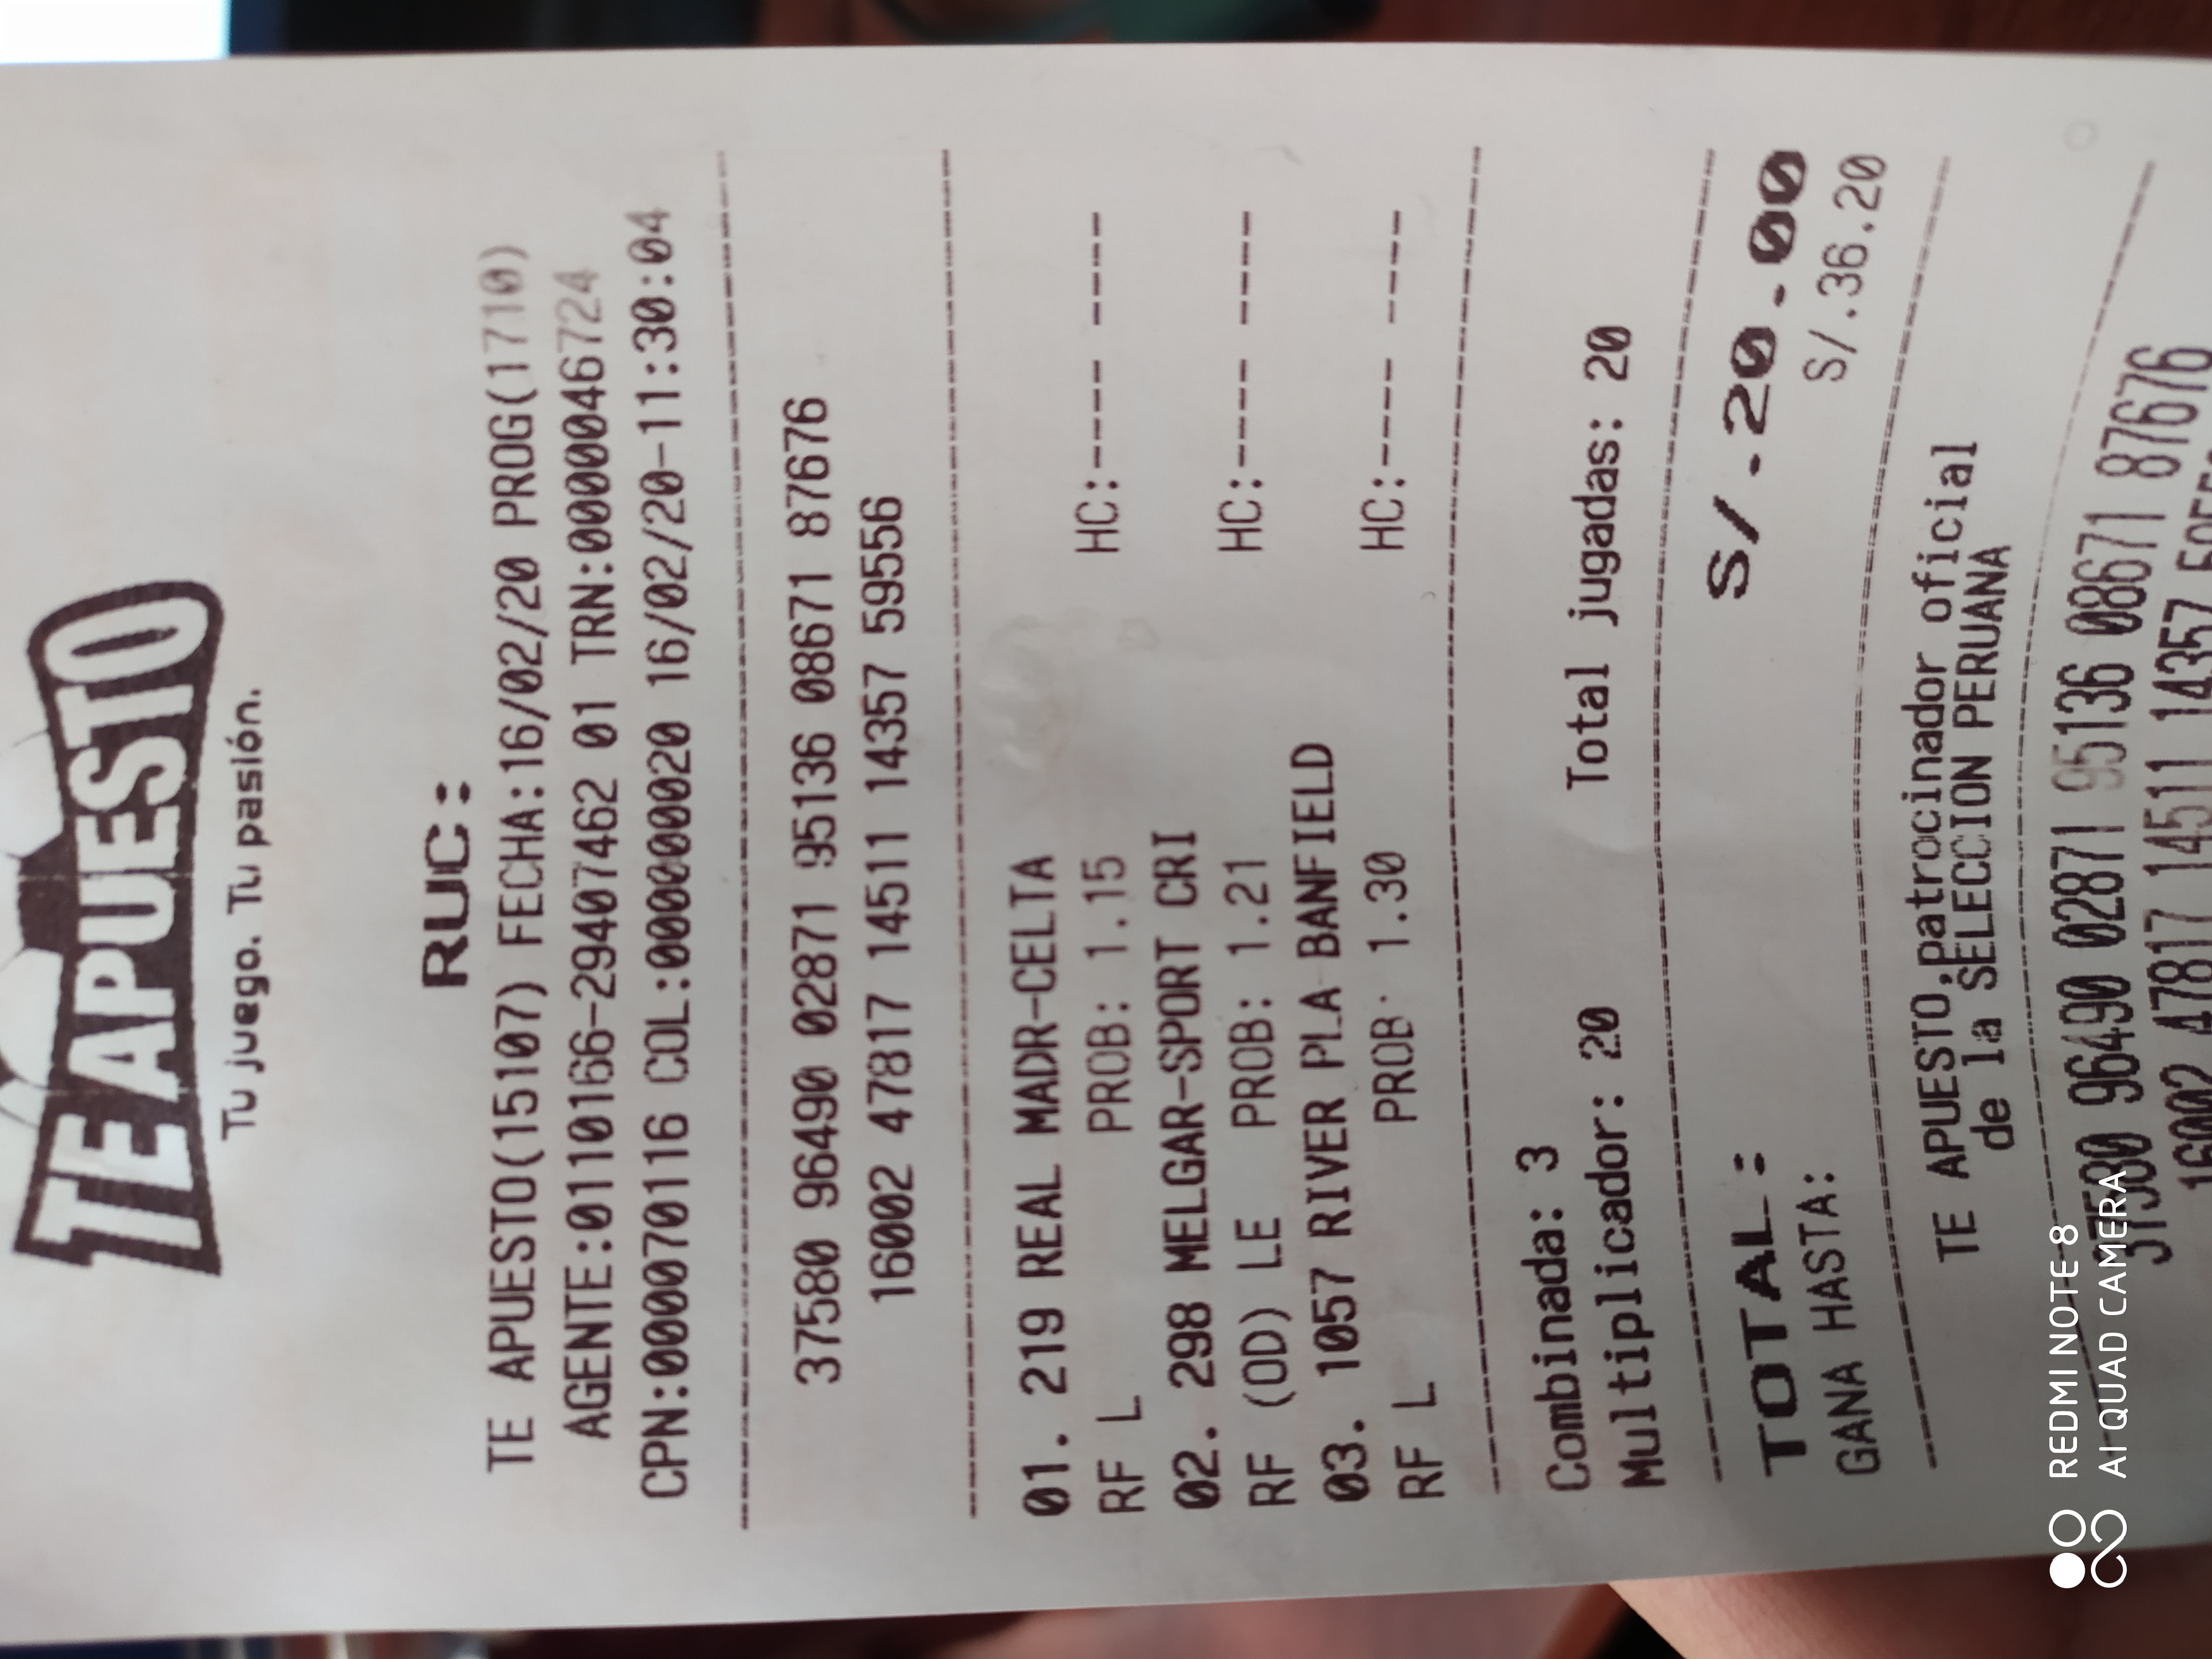 TE APUESTO
Tu juego. Tu pasión.
RUC:
TE APUESTO(15107) FECHA:16/02/20 PROG(1710)
AGENTE:0110166-29407462 01 TRN:0000046724
CPN:000070116 COL:000000020 16/02/20-11:30:04
37580 96490 02871 95136 08671 87676
16002 47817 14511 14357 59556
01. 219 REAL MADR-CELTA
RF L PROB: 1.15 HC:---- ----
02. 298 MELGAR-SPORT CRI
RF (OD) LE PROB: 1.21 HC:---- ----
03. 1057 RIVER PLA BANFIELD
RF L PROB: 1.30 HC:---- ----
Combinada: 3
Multiplicador: 20 Total jugadas: 20
TOTAL: S/.20.00
GANA HASTA: S/.36.20
TE APUESTO,patrocinador oficial
de la SELECCION PERUANA
37580 96490 02871 95136 08671 87676
16002 47817 14511 14357
REDMI NOTE 8
AI QUAD CAMERA